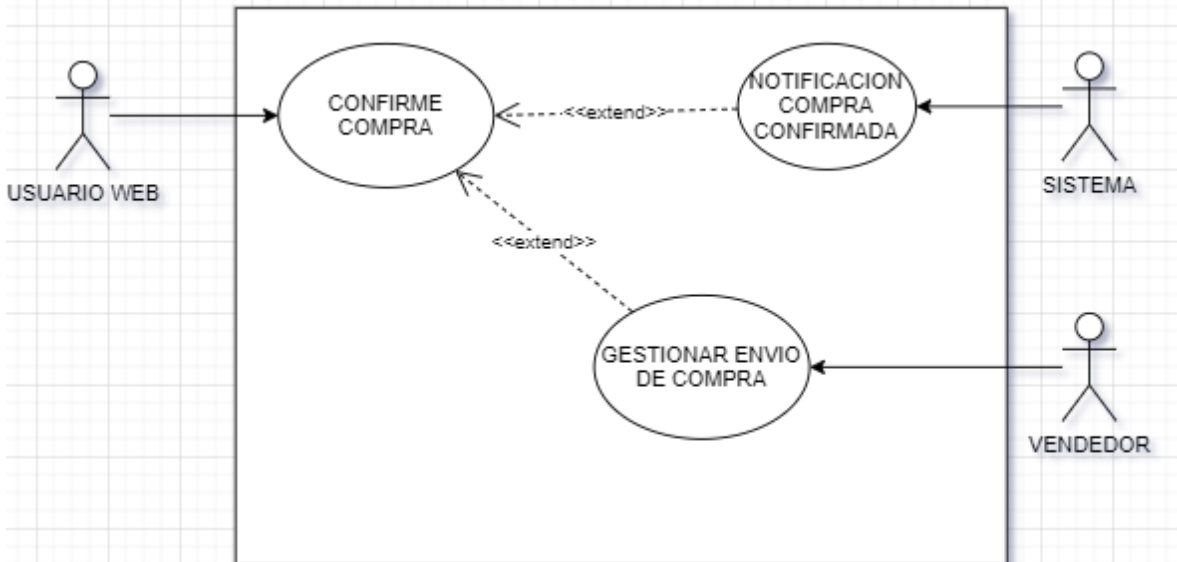 CONFIRME
COMPRA
<<extend>>
NOTIFICACION
COMPRA
CONFIRMADA
USUARIO WEB
SISTEMA
<<extend>>
GESTIONAR ENVIO
DE COMPRA
VENDEDOR